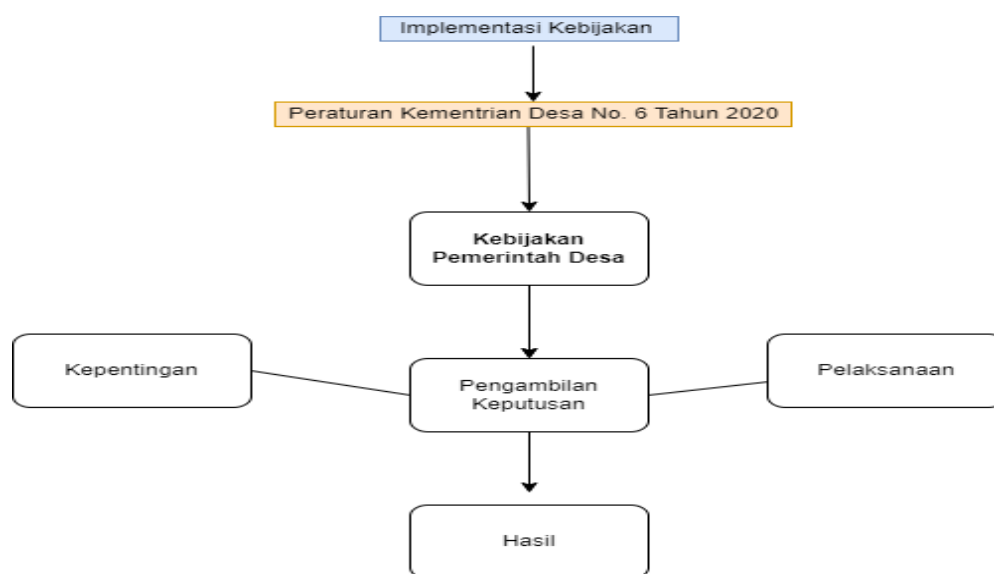 Implementasi Kebijakan
Peraturan Kementrian Desa No. 6 Tahun 2020
Kebijakan
Pemerintah Desa
Kepentingan
Pengambilan
Keputusan
Pelaksanaan
Hasil